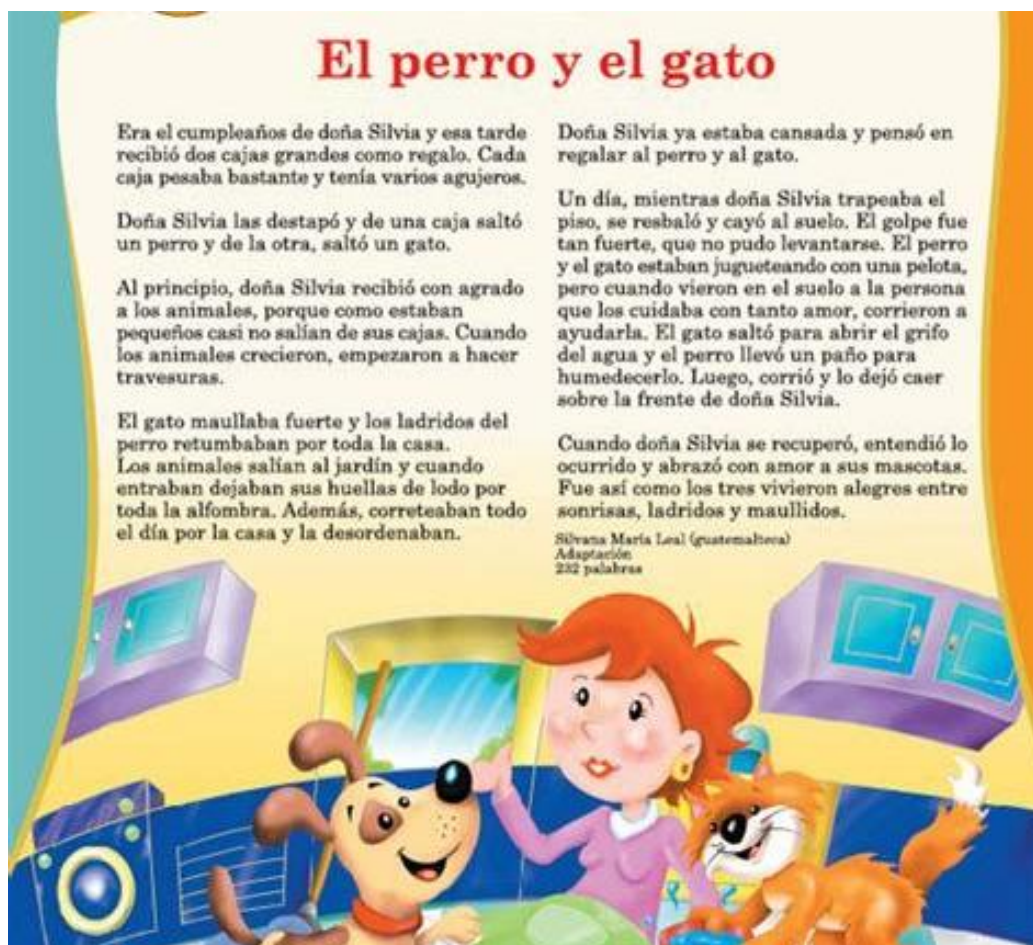 El perro y el gato
Era el cumpleaños de doña Silvia y esa tarde
recibió dos cajas grandes como regalo. Cada
caja pesaba bastante y tenía varios agujeros.
Doña Silvia las destapó y de una caja saltó
un perro y de la otra, saltó un gato.
Al principio, doña Silvia recibió con agrado
a los animales, porque como estaban
pequeños casi no salían de sus cajas. Cuando
los animales crecieron, empezaron a hacer
travesuras.
El gato maullaba fuerte y los ladridos del
perro retumbaban por toda la casa.
Los animales salían al jardín y cuando
entraban dejaban sus huellas de lodo por
toda la alfombra. Además, correteaban todo
el día por la casa y la desordenaban.
Doña Silvia ya estaba cansada y pensó en
regalar al perro y al gato.
Un día, mientras doña Silvia trapeaba el
piso, se resbaló y cayó al suelo. El golpe fue
tan fuerte, que no pudo levantarse. El perro
y el gato estaban jugueteando con una pelota,
pero cuando vieron en el suelo a la persona
que los cuidaba con tanto amor, corrieron a
ayudarla. El gato saltó para abrir el grifo
del agua y el perro llevó un paño para
humedecerlo. Luego, corrió y lo dejó caer
sobre la frente de doña Silvia.
Cuando doña Silvia se recuperó, entendió lo
ocurrido y abrazó con amor a sus mascotas.
Fue así como los tres vivieron alegres entre
sonrisas, ladridos y maullidos.
Silvana María Leal (guatemalteca)
Adaptación
232 palabras